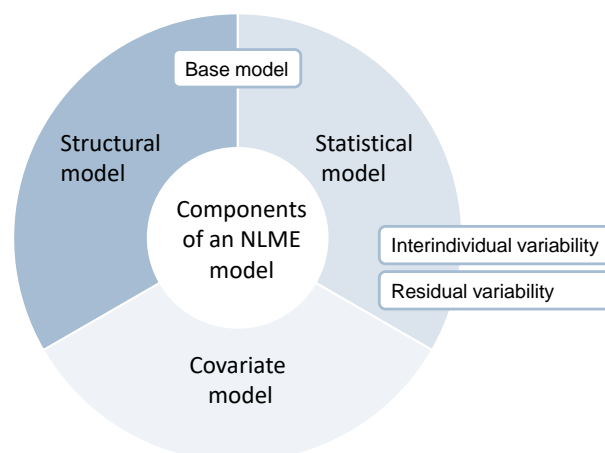 Base model
Structural
model
Statistical
model
Components
of an NLME
model
Interindividual variability
Residual variability
Covariate
model